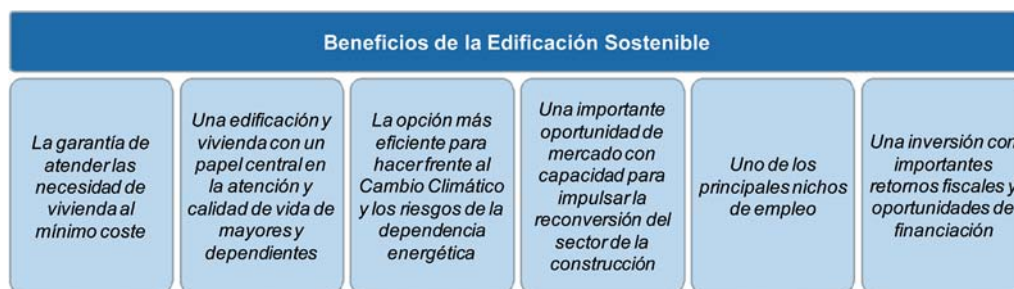 Beneficios de la Edificación Sostenible
La garantía de
atender las
necesidad de
vivienda al
mínimo coste
Una edificación y
vivienda con un
papel central en
la atención y
calidad de vida de
mayores y
dependientes
La opción más
eficiente para
hacer frente al
Cambio Climático
y los riesgos de la
dependencia
energética
Una importante
oportunidad de
mercado con
capacidad para
impulsar la
reconversión del
sector de la
construcción
Uno de los
principales nichos
de empleo
Una inversión con
importantes
retornos fiscales y
oportunidades de
financiación